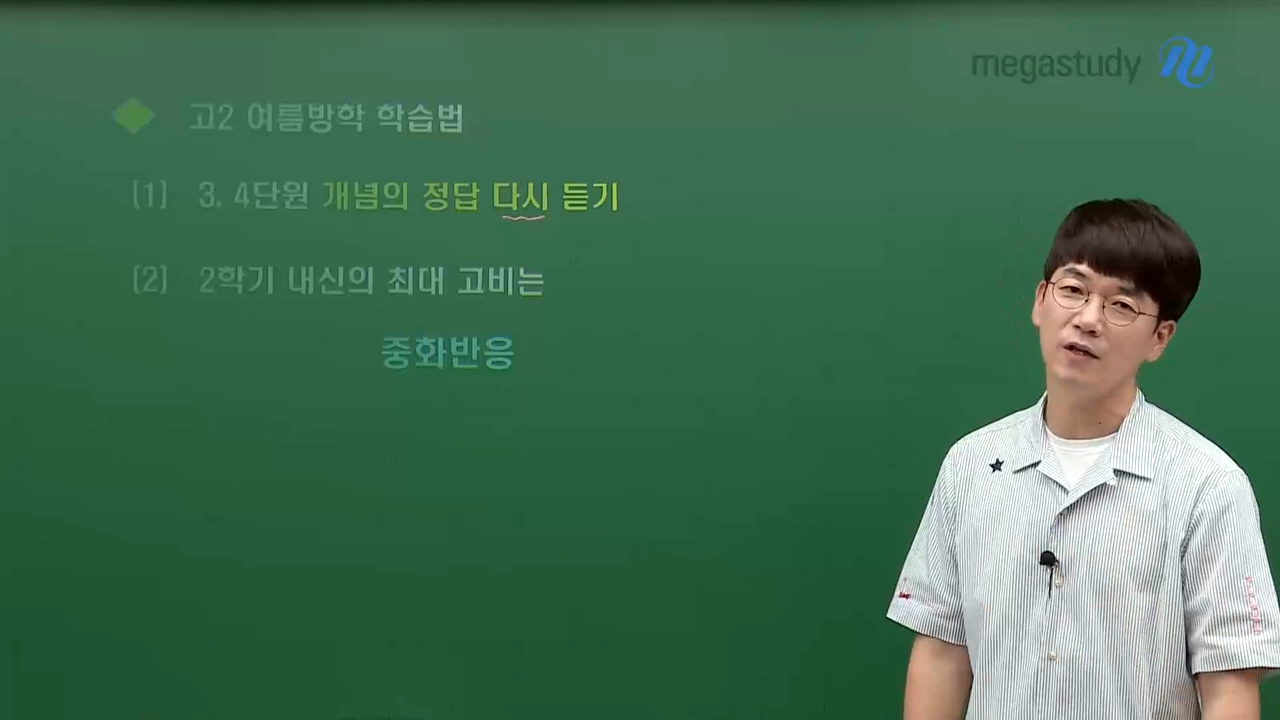 megastudy
고2 여름방학 학습법
[1] 3. 4단원 개념의 정답 다시 듣기
[2] 2학기 내신의 최대 고비는
중화반응